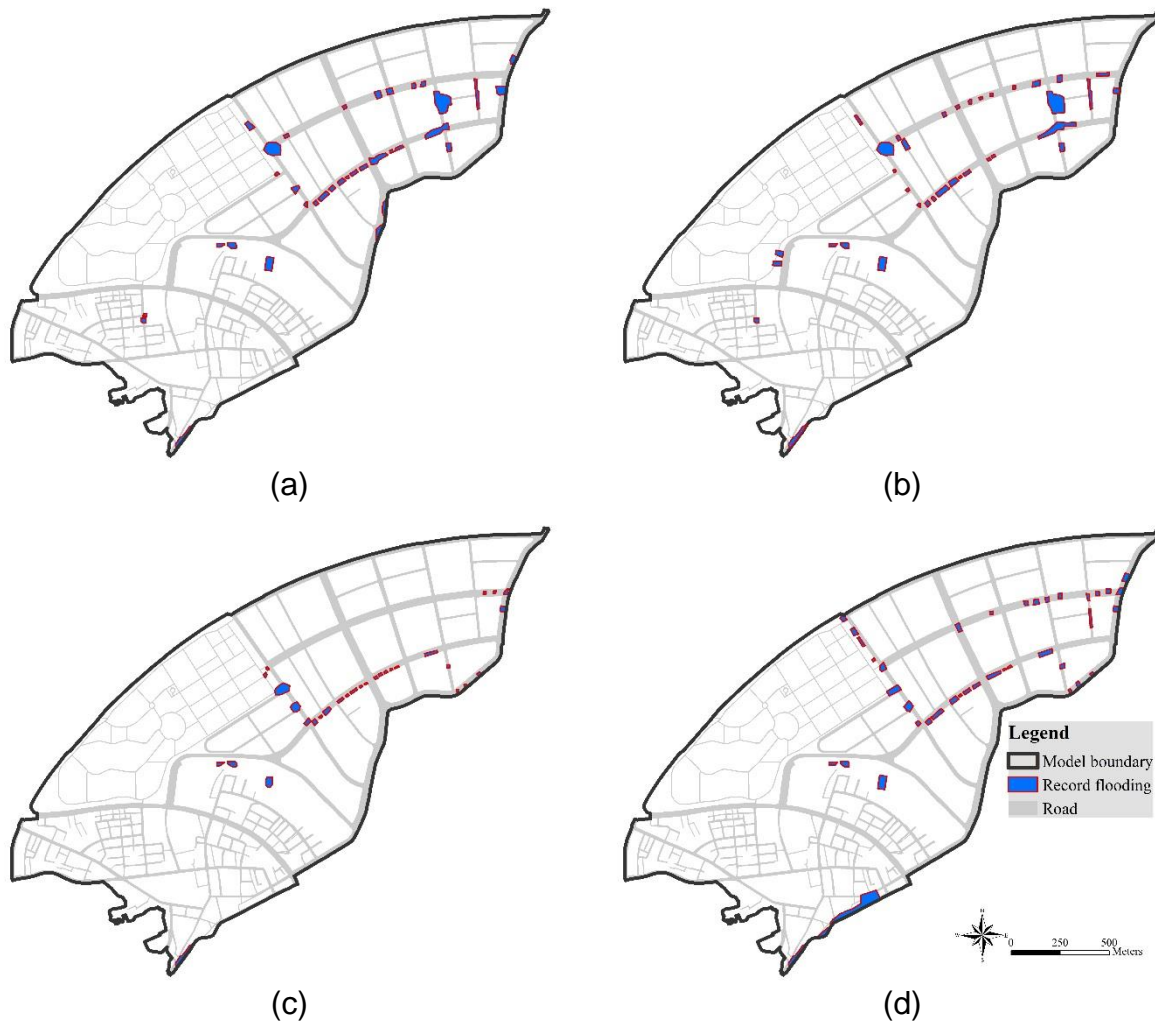 (a)
(b)
Legend
Model boundary
Record flooding
Road
N
W
E
S
0 250 500
Meters
(c)
(d)